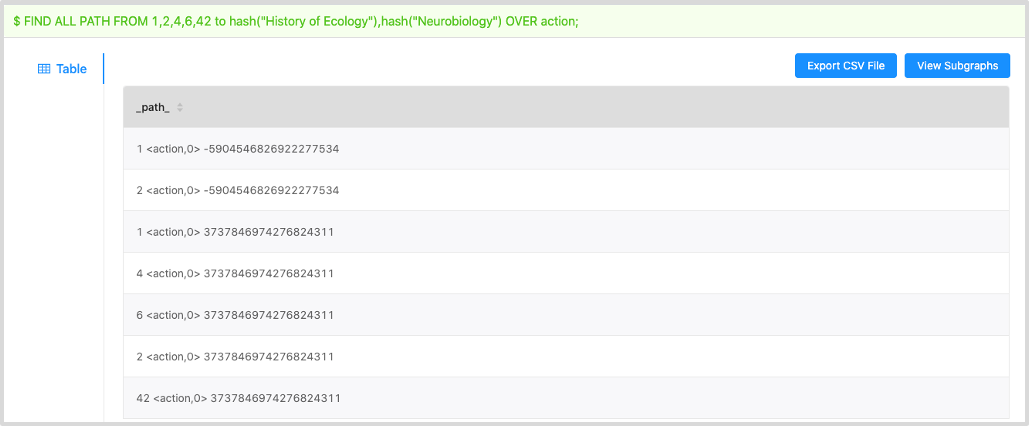 $ FIND ALL PATH FROM 1,2,4,6,42 to hash("History of Ecology"),hash("Neurobiology") OVER action;
Table
Export CSV File
View Subgraphs
_path_
1 <action,0> -5904546826922277534
2 <action,0> -5904546826922277534
1 <action,0> 3737846974276824311
4 <action,0> 3737846974276824311
6 <action,0> 3737846974276824311
2 <action,0> 3737846974276824311
42 <action,0> 3737846974276824311